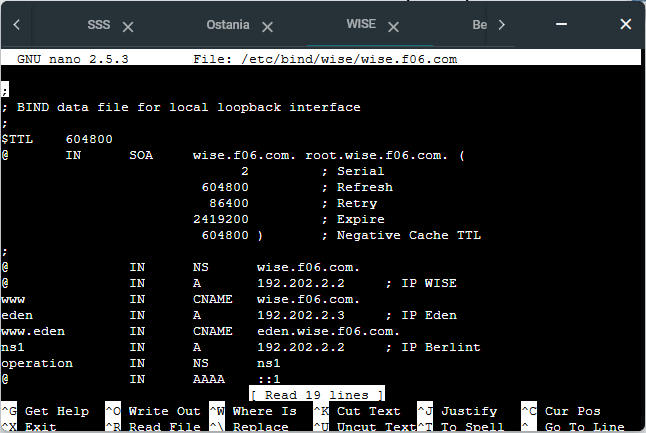 SSS Ostania WISE Be
GNU nano 2.5.3 File: /etc/bind/wise/wise.f06.com
;
; BIND data file for local loopback interface
;
$TTL 604800
@ IN SOA wise.f06.com. root.wise.f06.com. (
2 ; Serial
604800 ; Refresh
86400 ; Retry
2419200 ; Expire
604800 ) ; Negative Cache TTL
;
@ IN NS wise.f06.com.
@ IN A 192.202.2.2 ; IP WISE
www IN CNAME wise.f06.com.
eden IN A 192.202.2.3 ; IP Eden
www.eden IN CNAME eden.wise.f06.com.
ns1 IN A 192.202.2.2 ; IP Berlint
operation IN NS ns1
@ IN AAAA ::1
[ Read 19 lines ]
^G Get Help ^O Write Out ^W Where Is ^K Cut Text ^J Justify ^C Cur Pos
^X Exit ^R Read File ^\ Replace ^U Uncut Text ^T To Spell ^_ Go To Line